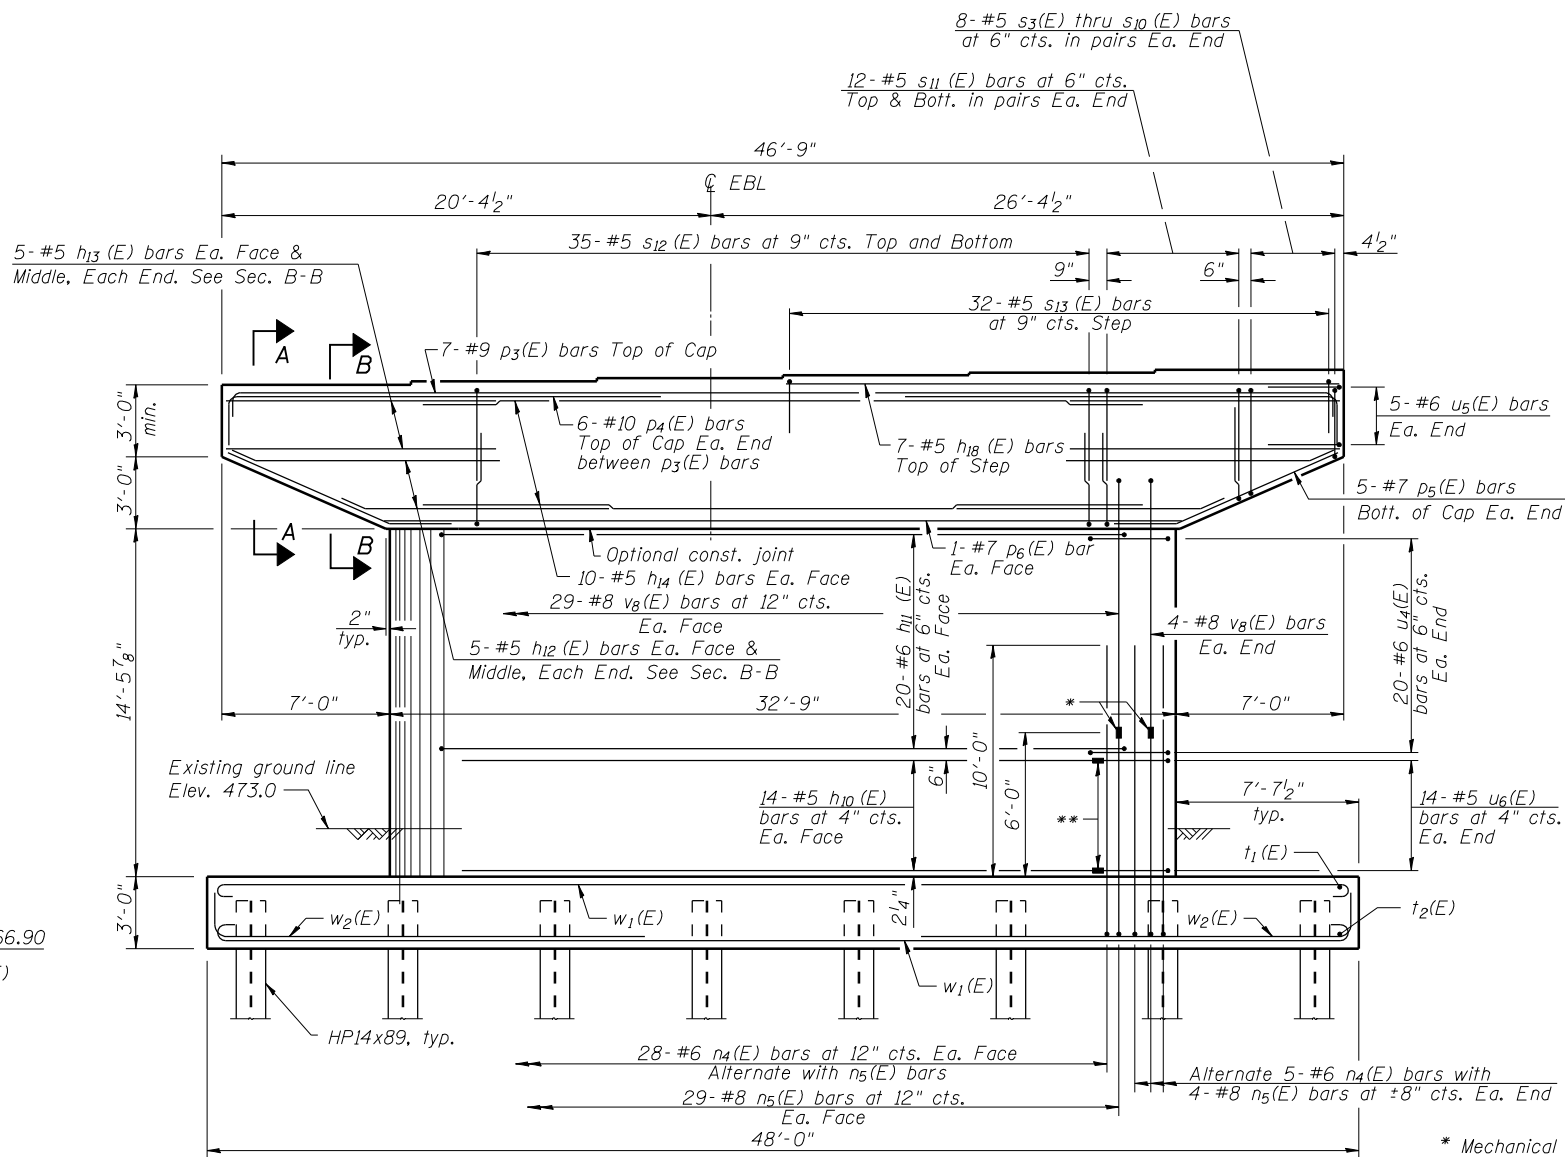 8-#5 s3(E) thru s10(E) bars
at 6" cts. in pairs Ea. End
12-#5 s11(E) bars at 6" cts.
Top & Bott. in pairs Ea. End
46'-9"
℄ EBL
20'-4½"
26'-4½"
35-#5 s12(E) bars at 9" cts. Top and Bottom
4½"
5-#5 h13(E) bars Ea. Face &
Middle, Each End. See Sec. B-B
9"
6"
32-#5 s13(E) bars
at 9" cts. Step
A
B
7-#9 p3(E) bars Top of Cap
3'-0"
min.
6-#10 p4(E) bars
Top of Cap Ea. End
between p3(E) bars
7-#5 h18(E) bars
Top of Step
5-#6 u5(E) bars
Ea. End
3'-0"
5-#7 p5(E) bars
Bott. of Cap Ea. End
A
B
Optional const. joint
1-#7 p6(E) bar
Ea. Face
10-#5 h14(E) bars Ea. Face
29-#8 v8(E) bars at 12" cts.
Ea. Face
2"
typ.
5-#5 h12(E) bars Ea. Face &
Middle, Each End. See Sec. B-B
20-#6 h11(E)
bars at 6" cts.
Ea. Face
4-#8 v8(E) bars
Ea. End
20-#6 u4(E)
bars at 6" cts.
Ea. End
14'-5⅞"
7'-0"
32'-9"
*
7'-0"
10'-0"
6"
6'-0"
Existing ground line
Elev. 473.0
14-#5 h10(E)
bars at 4" cts.
Ea. Face
**
7'-7½"
typ.
14-#5 u6(E)
bars at 4" cts.
Ea. End
t1(E)
3'-0"
w2(E)
w1(E)
2¼"
w2(E)
t2(E)
66.90
E)
w1(E)
HP14x89, typ.
28-#6 n4(E) bars at 12" cts. Ea. Face
Alternate with n5(E) bars
29-#8 n5(E) bars at 12" cts.
Ea. Face
Alternate 5-#6 n4(E) bars with
4-#8 n5(E) bars at ±8" cts. Ea. End
48'-0"
* Mechanical